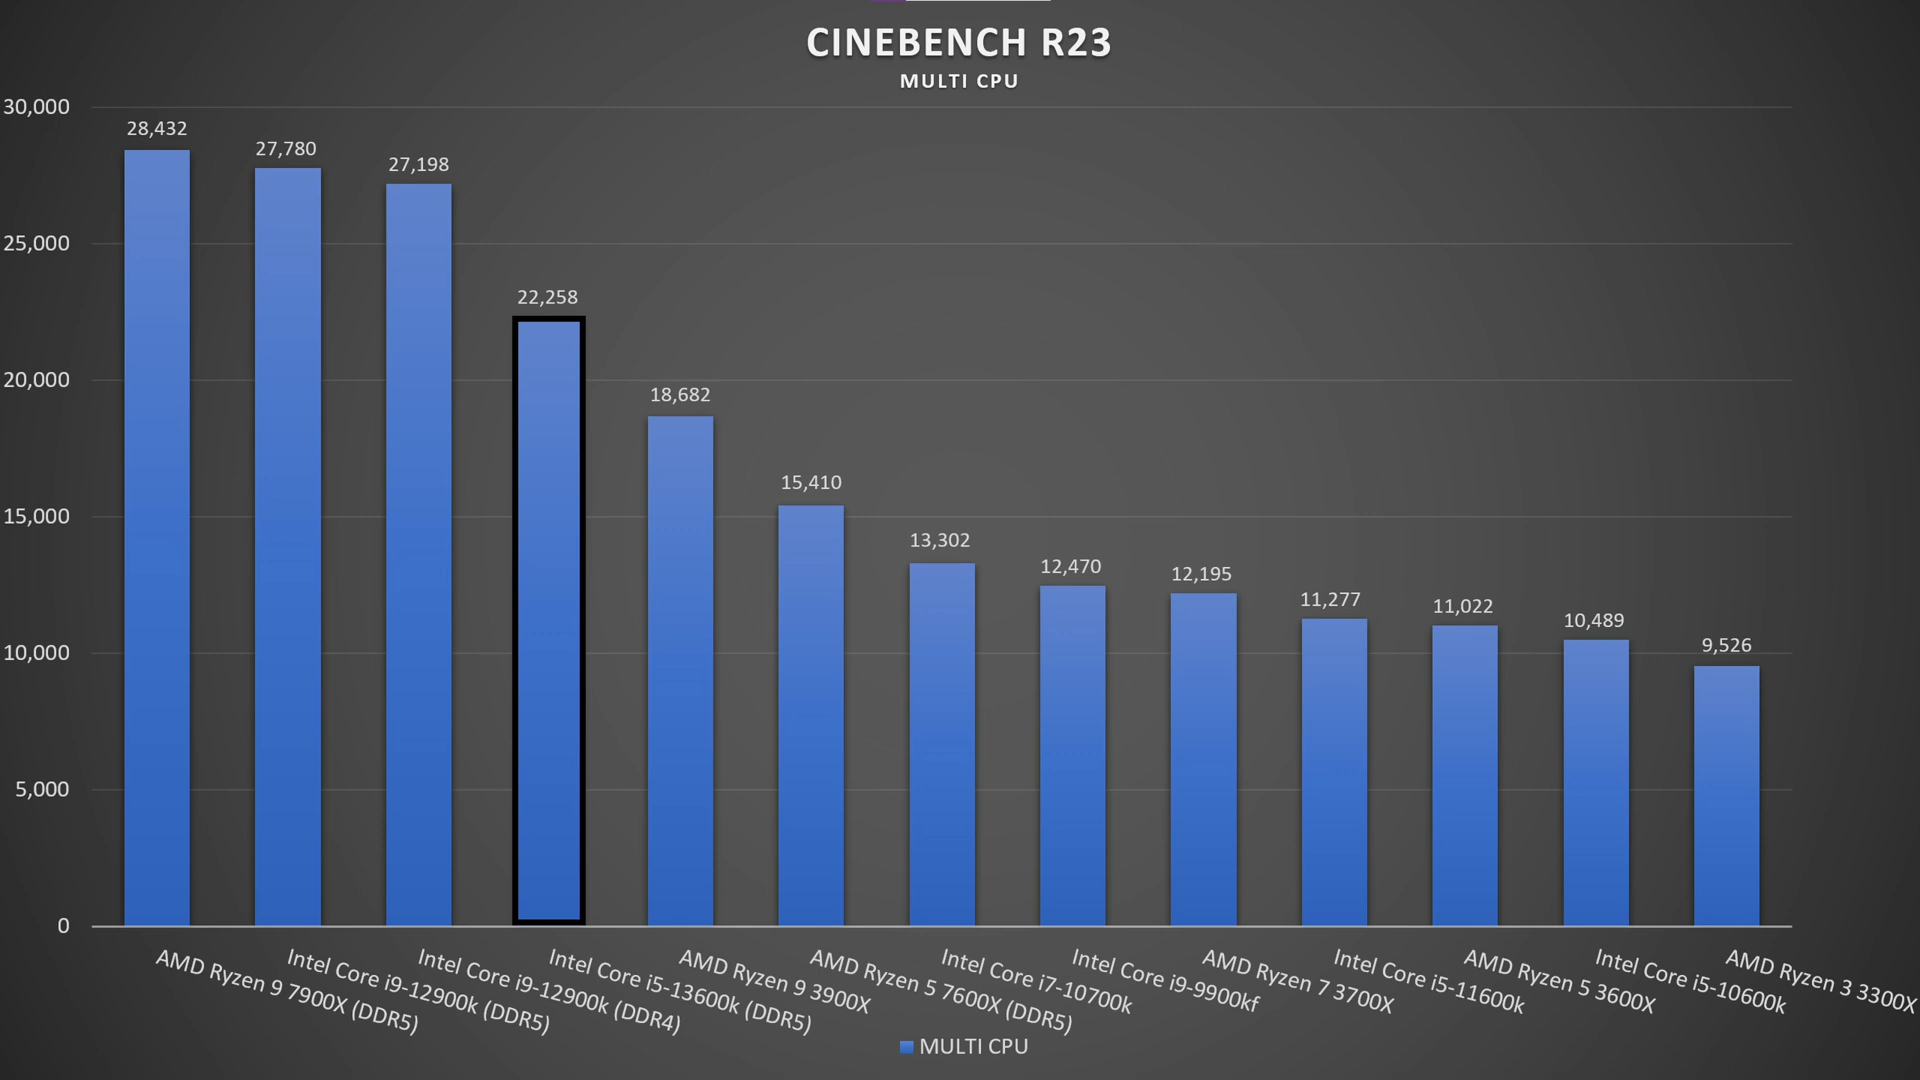 CINEBENCH R23
MULTI CPU
30,000
25,000
20,000
15,000
10,000
5,000
0
28,432
27,780
27,198
22,258
18,682
15,410
13,302
12,470
12,195
11,277
11,022
10,489
9,526
AMD Ryzen 9 7900X (DDR5)
Intel Core i9-12900k (DDR5)
Intel Core i9-12900k (DDR4)
Intel Core i5-13600k (DDR5)
AMD Ryzen 9 3900X
AMD Ryzen 5 7600X (DDR5)
Intel Core i7-10700k
Intel Core i9-9900kf
AMD Ryzen 7 3700X
Intel Core i5-11600k
AMD Ryzen 5 3600X
Intel Core i5-10600k
AMD Ryzen 3 3300X
MULTI CPU